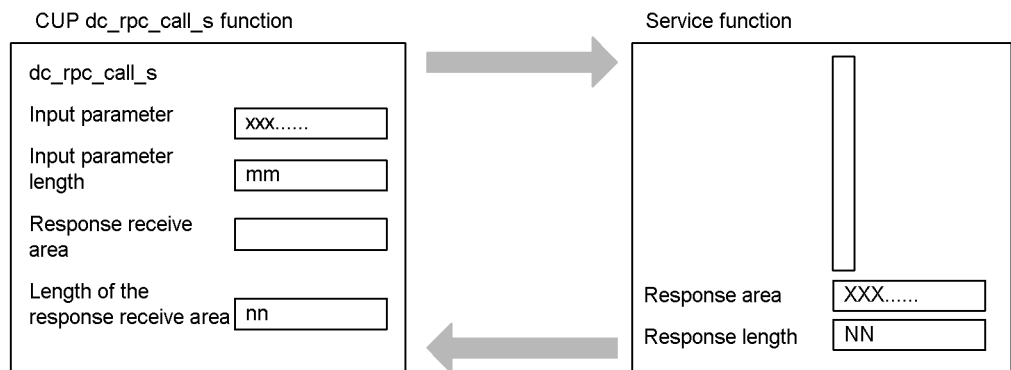 CUP dc_rpc_call_s function
dc_rpc_call_s
Input parameter
xxx......
Input parameter
length
mm
Response receive
area
Length of the
response receive area
nn
Service function
Response area
XXX......
Response length
NN